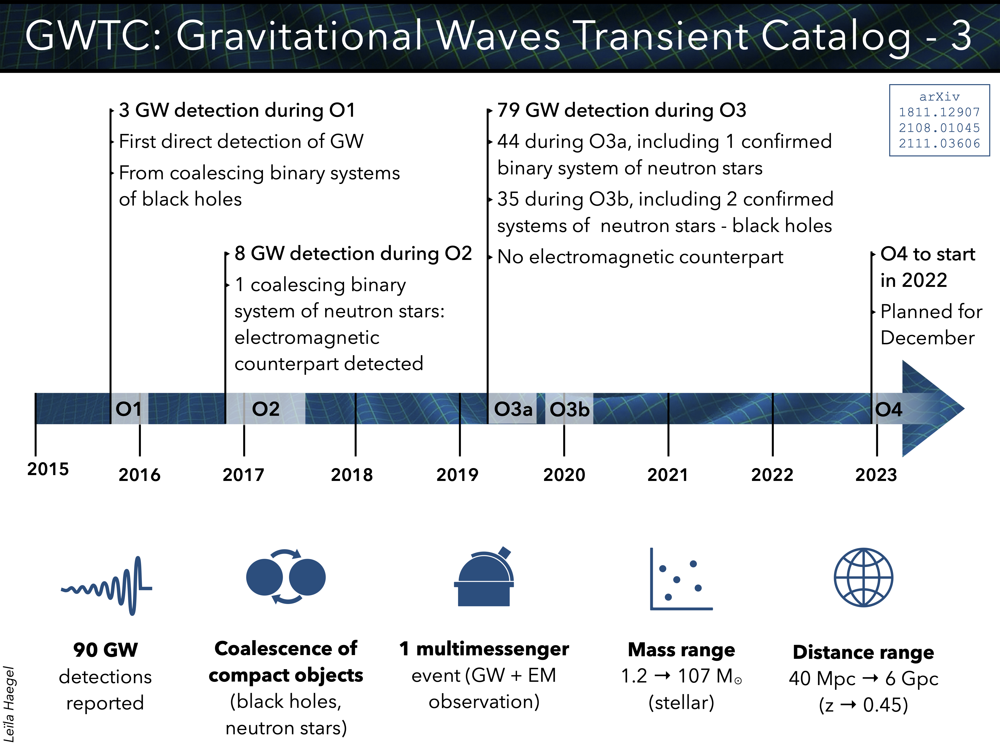 GWTC: Gravitational Waves Transient Catalog - 3
arXiv
1811.12907
2108.01045
2111.03606
3 GW detection during O1
First direct detection of GW
From coalescing binary systems
of black holes
8 GW detection during O2
1 coalescing binary
system of neutron stars:
electromagnetic
counterpart detected
79 GW detection during O3
44 during O3a, including 1 confirmed
binary system of neutron stars
35 during O3b, including 2 confirmed
systems of  neutron stars - black holes
No electromagnetic counterpart
O4 to start
in 2022
Planned for
December
O1
O2
O3a
O3b
O4
2015
2016
2017
2018
2019
2020
2021
2022
2023
90 GW
detections
reported
Coalescence of
compact objects
(black holes,
neutron stars)
1 multimessenger
event (GW + EM
observation)
Mass range
1.2 → 107 M☉
(stellar)
Distance range
40 Mpc → 6 Gpc
(z → 0.45)
Leïla Haegel